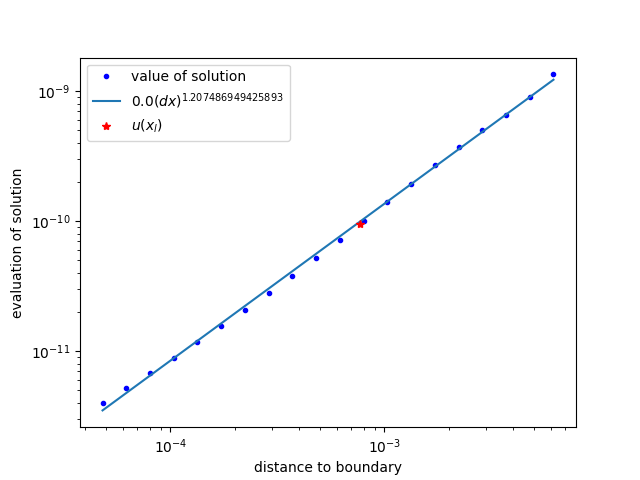 10⁻⁹
10⁻¹⁰
10⁻¹¹
evaluation of solution
value of solution
0.0(dx)¹·²⁰⁷⁴⁸⁶⁹⁴⁹⁴²⁵⁸⁹³
u(xₗ)
10⁻⁴
10⁻³
distance to boundary